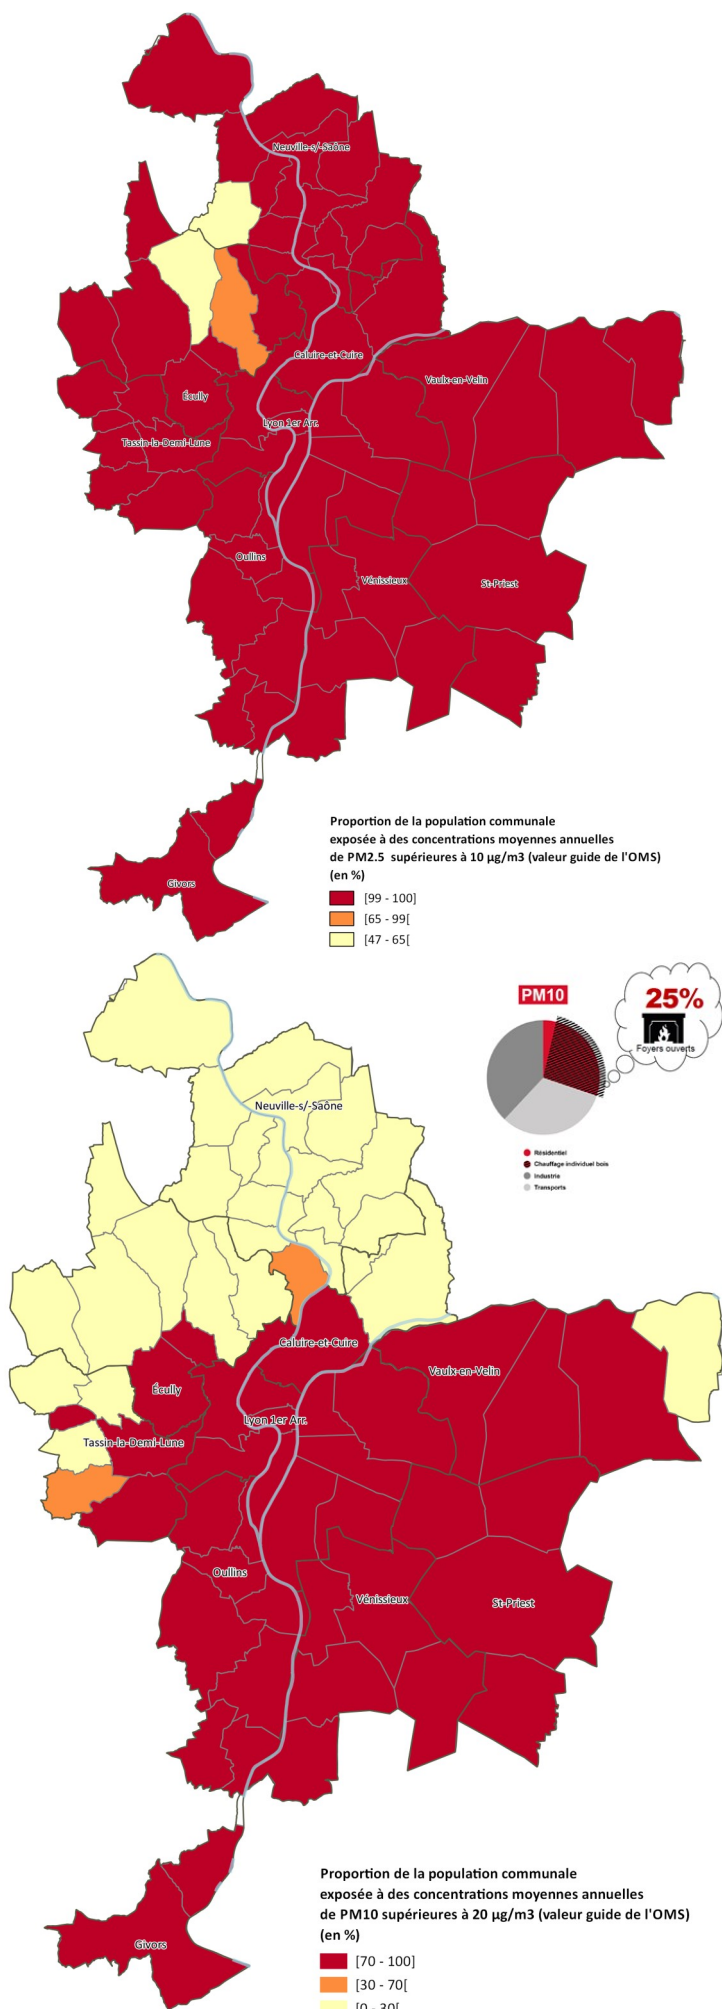 Neuville-s/-Saône
Caluire-et-Cuire
Vaulx-en-Velin
Écully
Lyon 1er Arr.
Tassin-la-Demi-Lune
Oullins
Vénissieux
St-Priest
Givors
Proportion de la population communale
exposée à des concentrations moyennes annuelles
de PM2.5 supérieures à 10 µg/m3 (valeur guide de l'OMS)
(en %)
[99 - 100]
[65 - 99[
[47 - 65[
PM10
25%
Foyers ouverts
Résidentiel
Chauffage individuel bois
Industrie
Transports
Neuville-s/-Saône
Caluire-et-Cuire
Vaulx-en-Velin
Écully
Lyon 1er Arr.
Tassin-la-Demi-Lune
Oullins
Vénissieux
St-Priest
Givors
Proportion de la population communale
exposée à des concentrations moyennes annuelles
de PM10 supérieures à 20 µg/m3 (valeur guide de l'OMS)
(en %)
[70 - 100]
[30 - 70[
[0 - 30[